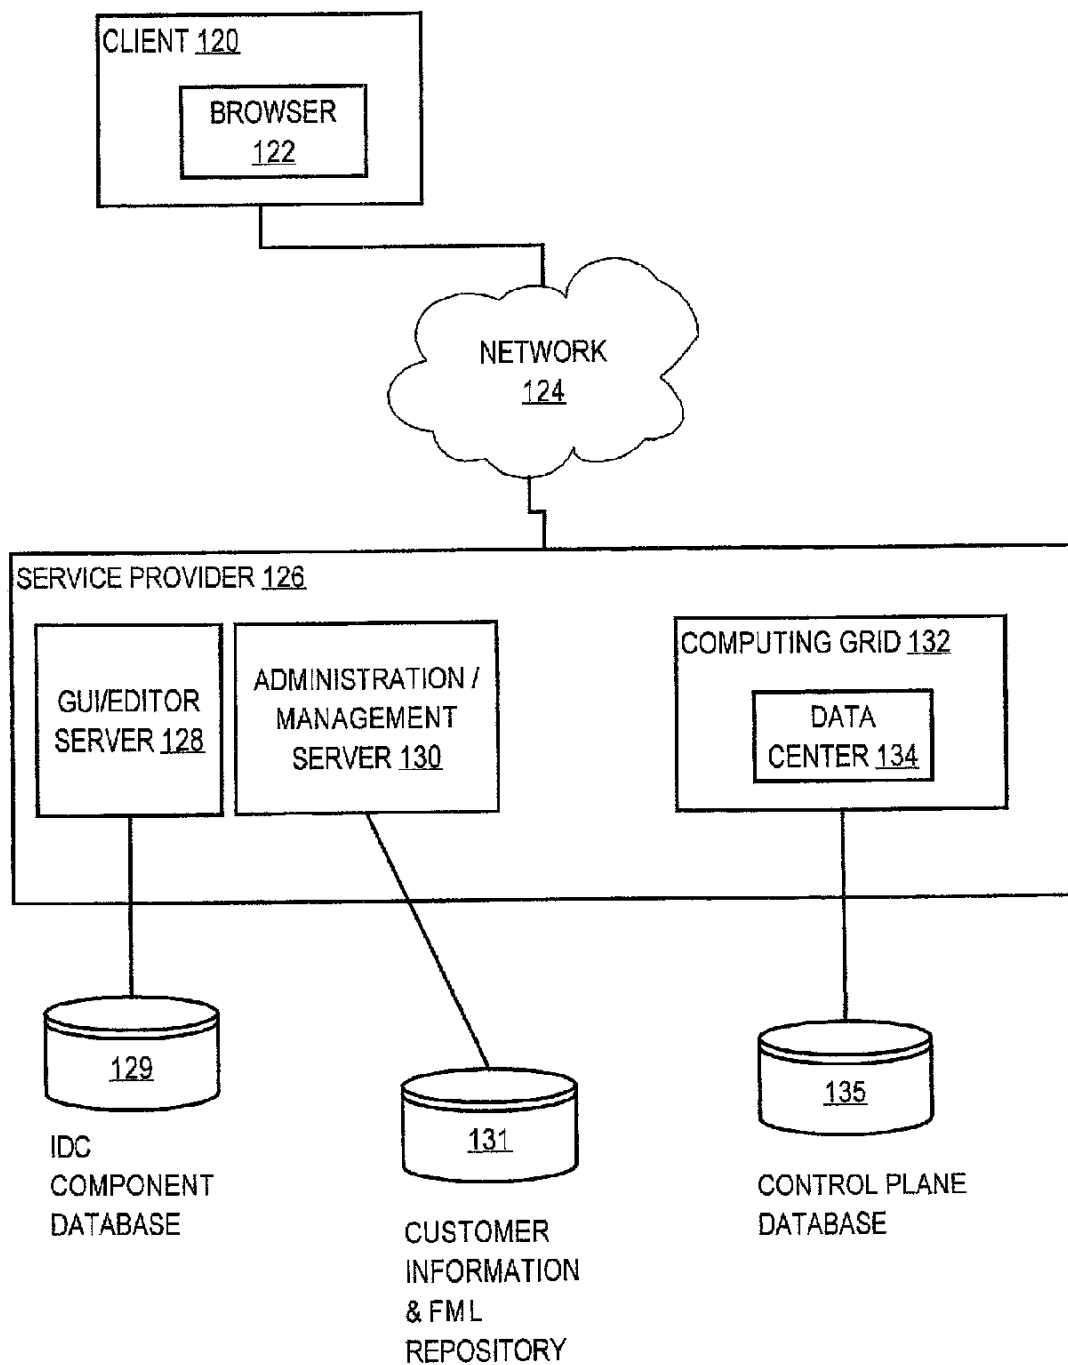 CLIENT 120
BROWSER
122
NETWORK
124
SERVICE PROVIDER 126
GUI/EDITOR
SERVER 128
ADMINISTRATION /
MANAGEMENT
SERVER 130
COMPUTING GRID 132
DATA
CENTER 134
129
IDC
COMPONENT
DATABASE
131
CUSTOMER
INFORMATION
& FML
REPOSITORY
135
CONTROL PLANE
DATABASE